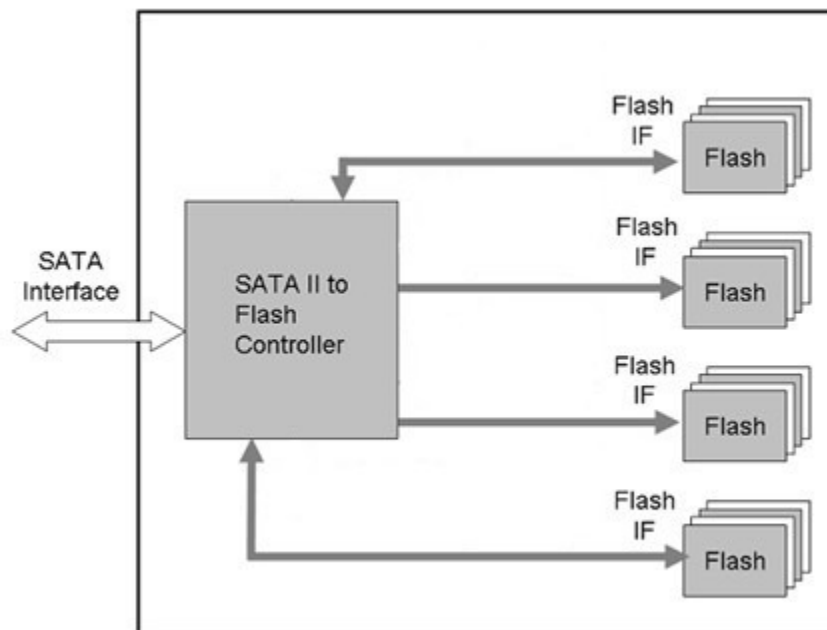 SATA
Interface
SATA II to
Flash
Controller
Flash
IF
Flash
Flash
IF
Flash
Flash
IF
Flash
Flash
IF
Flash